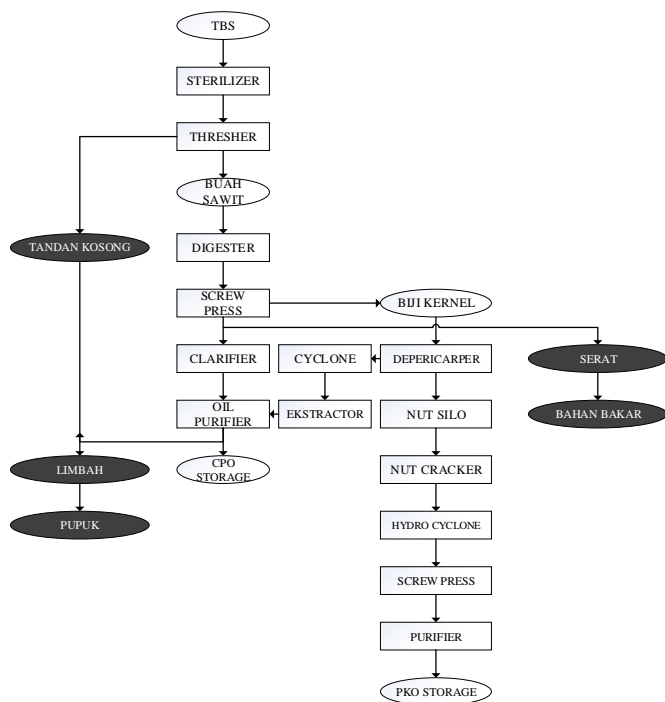 TBS
STERILIZER
THRESHER
BUAH
SAWIT
TANDAN KOSONG
DIGESTER
SCREW
PRESS
BIJI KERNEL
CLARIFIER
CYCLONE
DEPERICARPER
SERAT
OIL
PURIFIER
EKSTRACTOR
NUT SILO
BAHAN BAKAR
LIMBAH
CPO
STORAGE
NUT CRACKER
PUPUK
HYDRO CYCLONE
SCREW PRESS
PURIFIER
PKO STORAGE